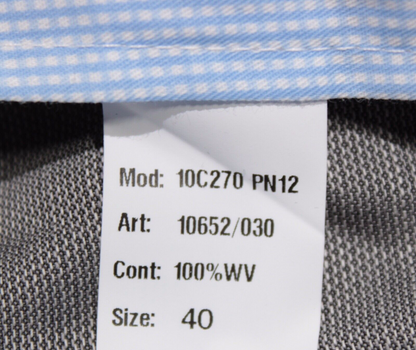 Mod: 10C270 PN12
Art: 10652/030
Cont: 100%WV
Size: 40